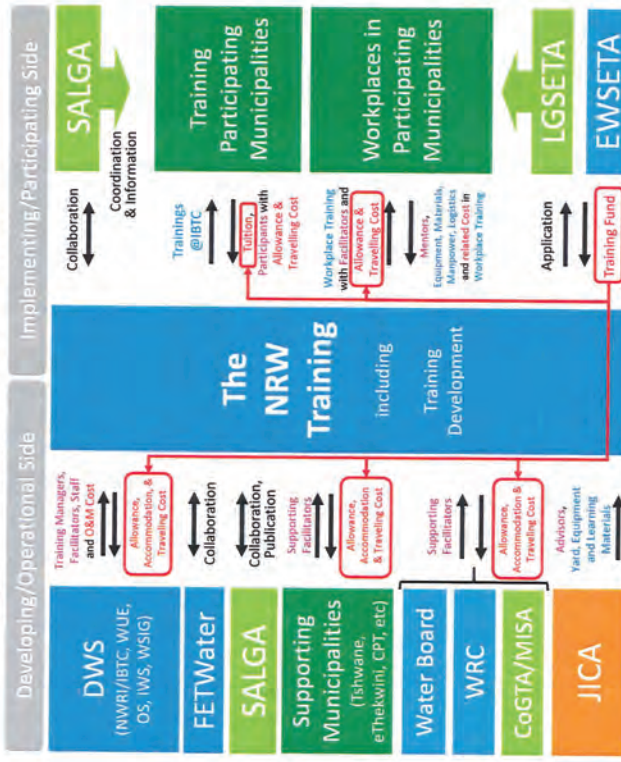 Developing/Operational Side
Implementing/Participating Side
DWS
(NWRI/IBTC, WUE,
OS, IWS, WSIG)
FETWater
SALGA
Supporting
Municipalities
(Tshwane,
eThekwini, CPT, etc)
Water Board
WRC
CoGTA/MISA
JICA
Training Managers,
Facilitators, Staff
and O&M Cost
Allowance,
Accommodation, &
Traveling Cost
Collaboration
Collaboration,
Publication
Supporting
Facilitators
Allowance,
Accommodation
& Traveling Cost
Supporting
Facilitators
Allowance,
Accommodation &
Traveling Cost
Advisors,
Yard, Equipment
and Learning
Materials
The
NRW
Training
including
Training
Development
Collaboration
Coordination
& Information
Trainings
@IBTC
Tuition,
Participants with
Allowance &
Travelling Cost
Workplace Training
with Facilitators and
Allowance &
Travelling Cost
Mentors,
Equipment, Materials,
Manpower, Logistics
and related Cost in
Workplace Training
Application
Training Fund
SALGA
Training
Participating
Municipalities
Workplaces in
Participating
Municipalities
LGSETA
EWSETA